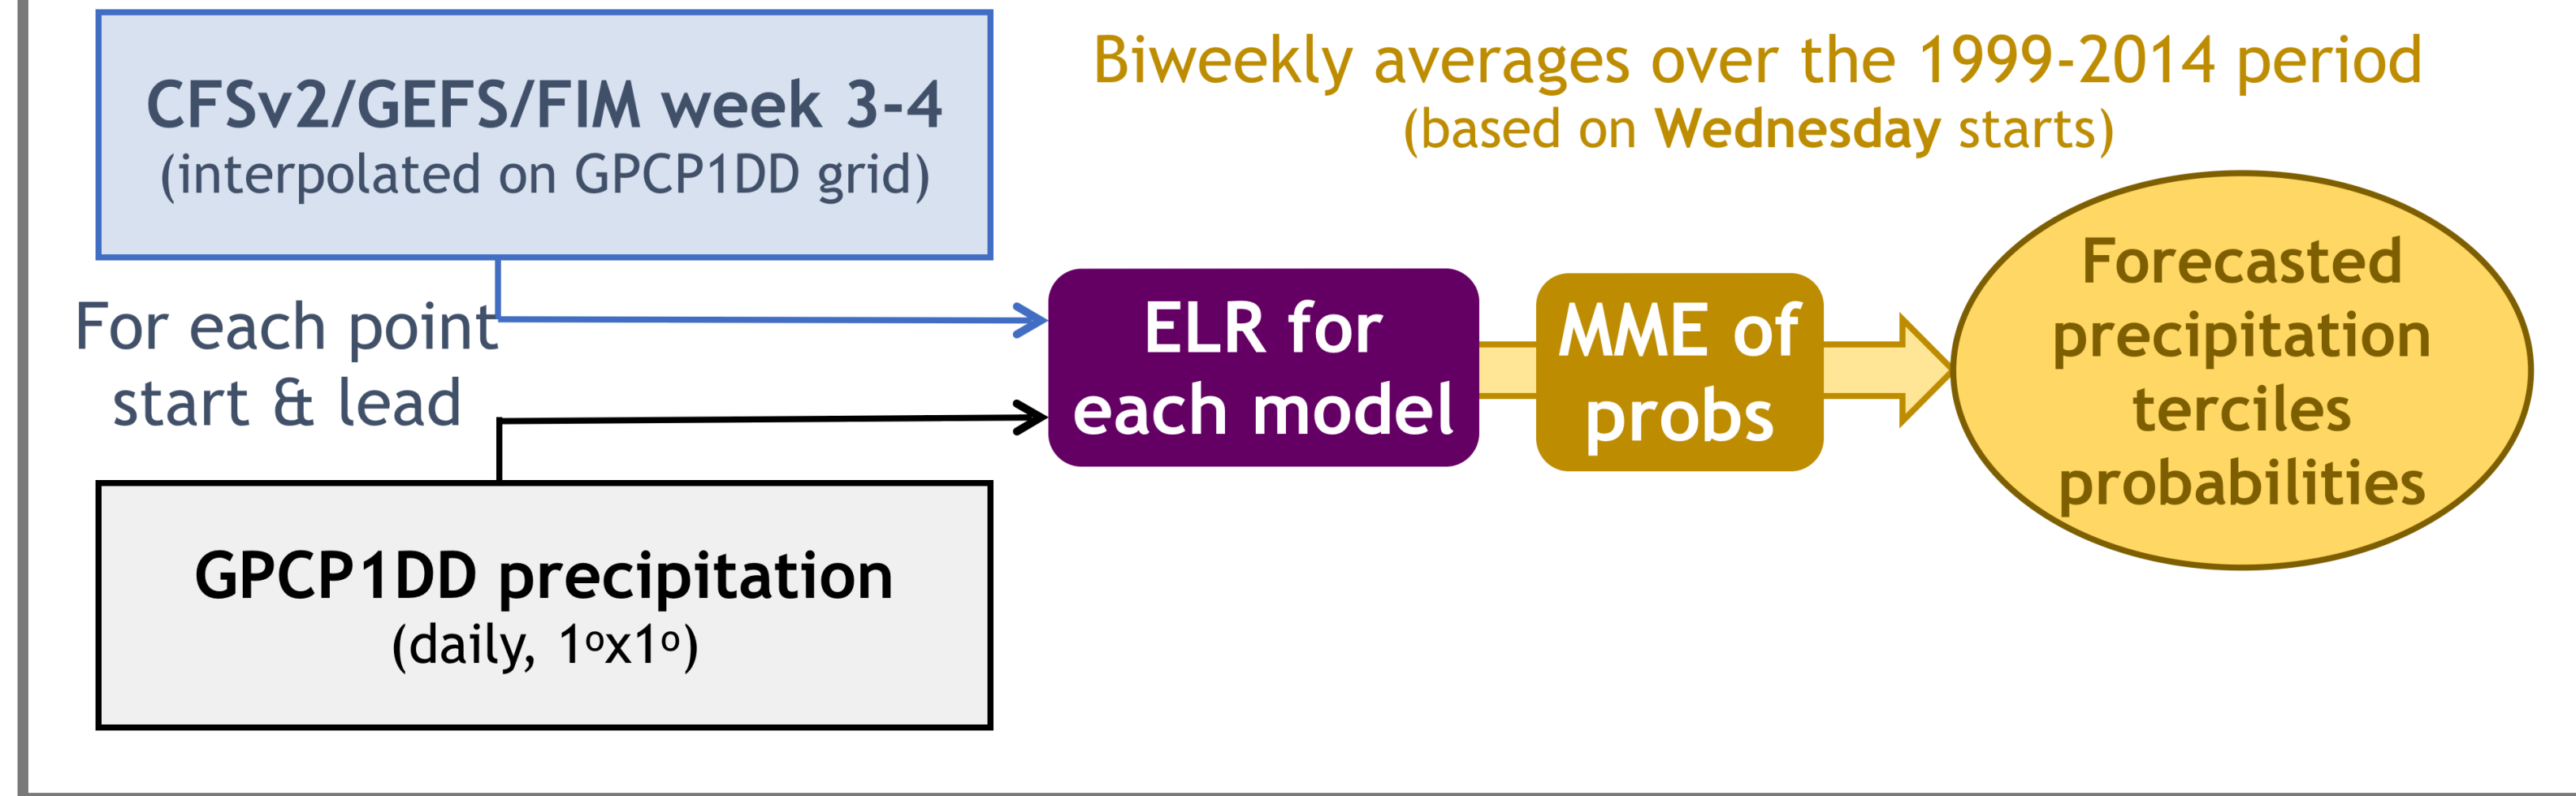 CFSv2/GEFS/FIM week 3-4
(interpolated on GPCP1DD grid)
Biweekly averages over the 1999-2014 period
(based on Wednesday starts)
For each point
start & lead
ELR for
each model
MME of
probs
Forecasted
precipitation
terciles
probabilities
GPCP1DD precipitation
(daily, 1ºx1º)